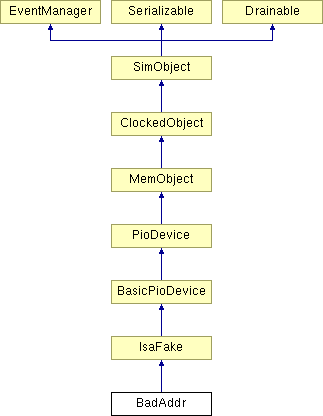 EventManager Serializable Drainable
SimObject
ClockedObject
MemObject
PioDevice
BasicPioDevice
IsaFake
BadAddr